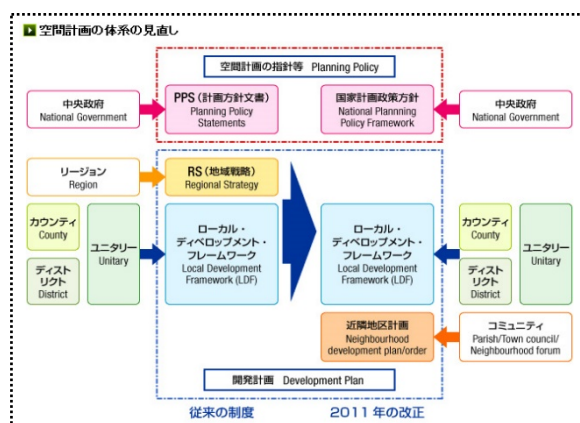 空間計画の体系の見直し
空間計画の指針等 Planning Policy
中央政府
National Government
PPS（計画方針文書）
Planning Policy
Statements
国家計画政策方針
National Plannning
Policy Framework
中央政府
National Government
リージョン
Region
RS（地域戦略）
Regional Strategy
カウンティ
County
ディスト
リクト
District
ユニタリー
Unitary
ローカル・
ディベロップメント・
フレームワーク
Local Development
Framework (LDF)
ローカル・
ディベロップメント・
フレームワーク
Local Development
Framework (LDF)
カウンティ
County
ディスト
リクト
District
ユニタリー
Unitary
近隣地区計画
Neighbourhood
development plan/order
コミュニティ
Parish/Town council/
Neighbourhood forum
開発計画 Development Plan
従来の制度
2011年の改正